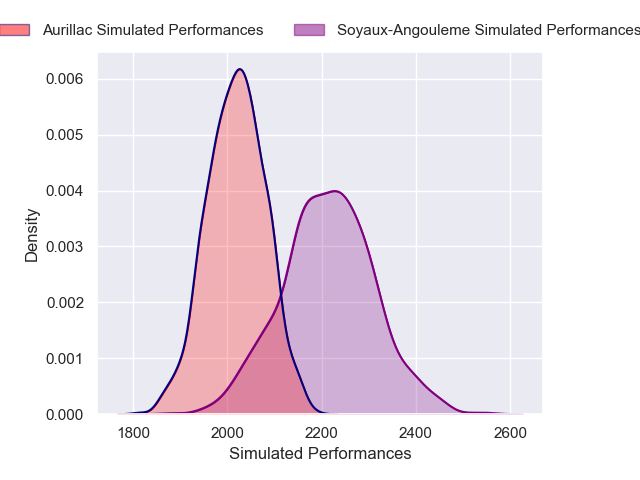 Aurillac Simulated Performances Soyaux-Angouleme Simulated Performances
0.006
0.005
0.004
0.003
0.002
0.001
0.000
Density
1800 2000 2200 2400 2600
Simulated Performances